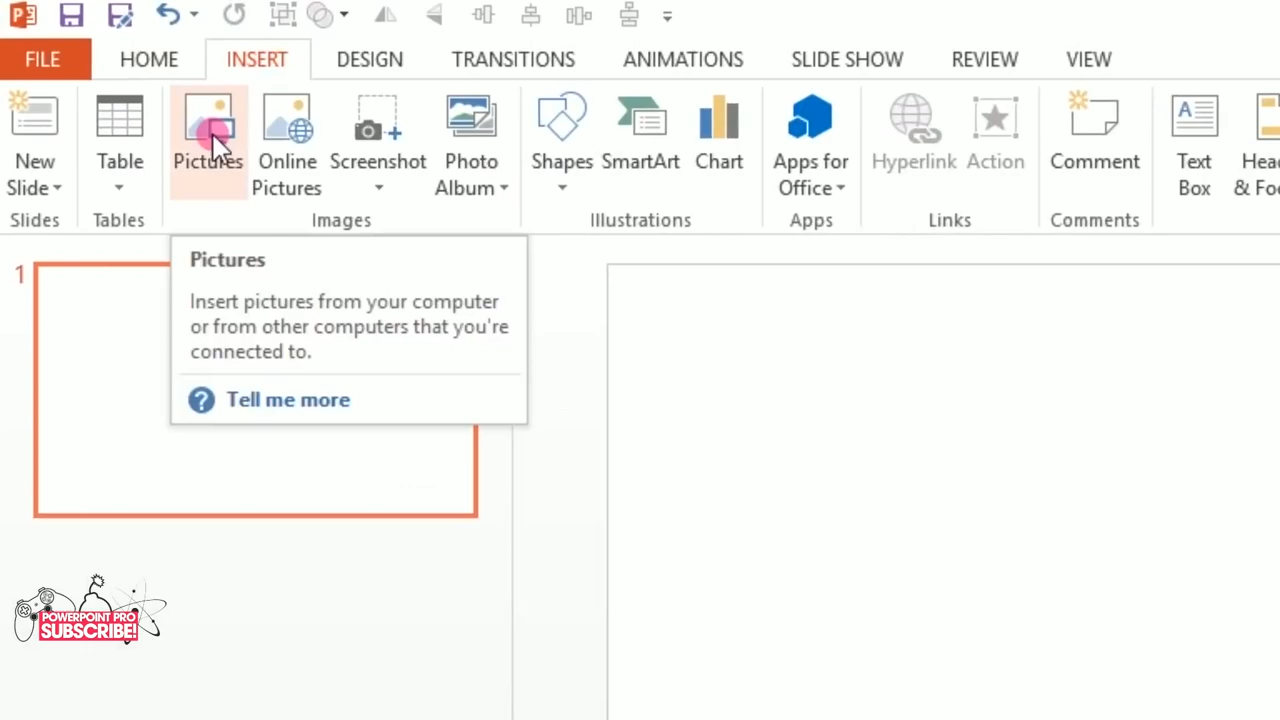 FILE HOME INSERT DESIGN TRANSITIONS ANIMATIONS SLIDE SHOW REVIEW VIEW
New Slide
Table
Pictures
Online Pictures
Screenshot
Photo Album
Shapes
SmartArt
Chart
Apps for Office
Hyperlink
Action
Comment
Text Box
Slides Tables Images Illustrations Apps Links Comments
Pictures
Insert pictures from your computer
or from other computers that you're
connected to.
? Tell me more
1
POWERPOINT PRO
SUBSCRIBE!